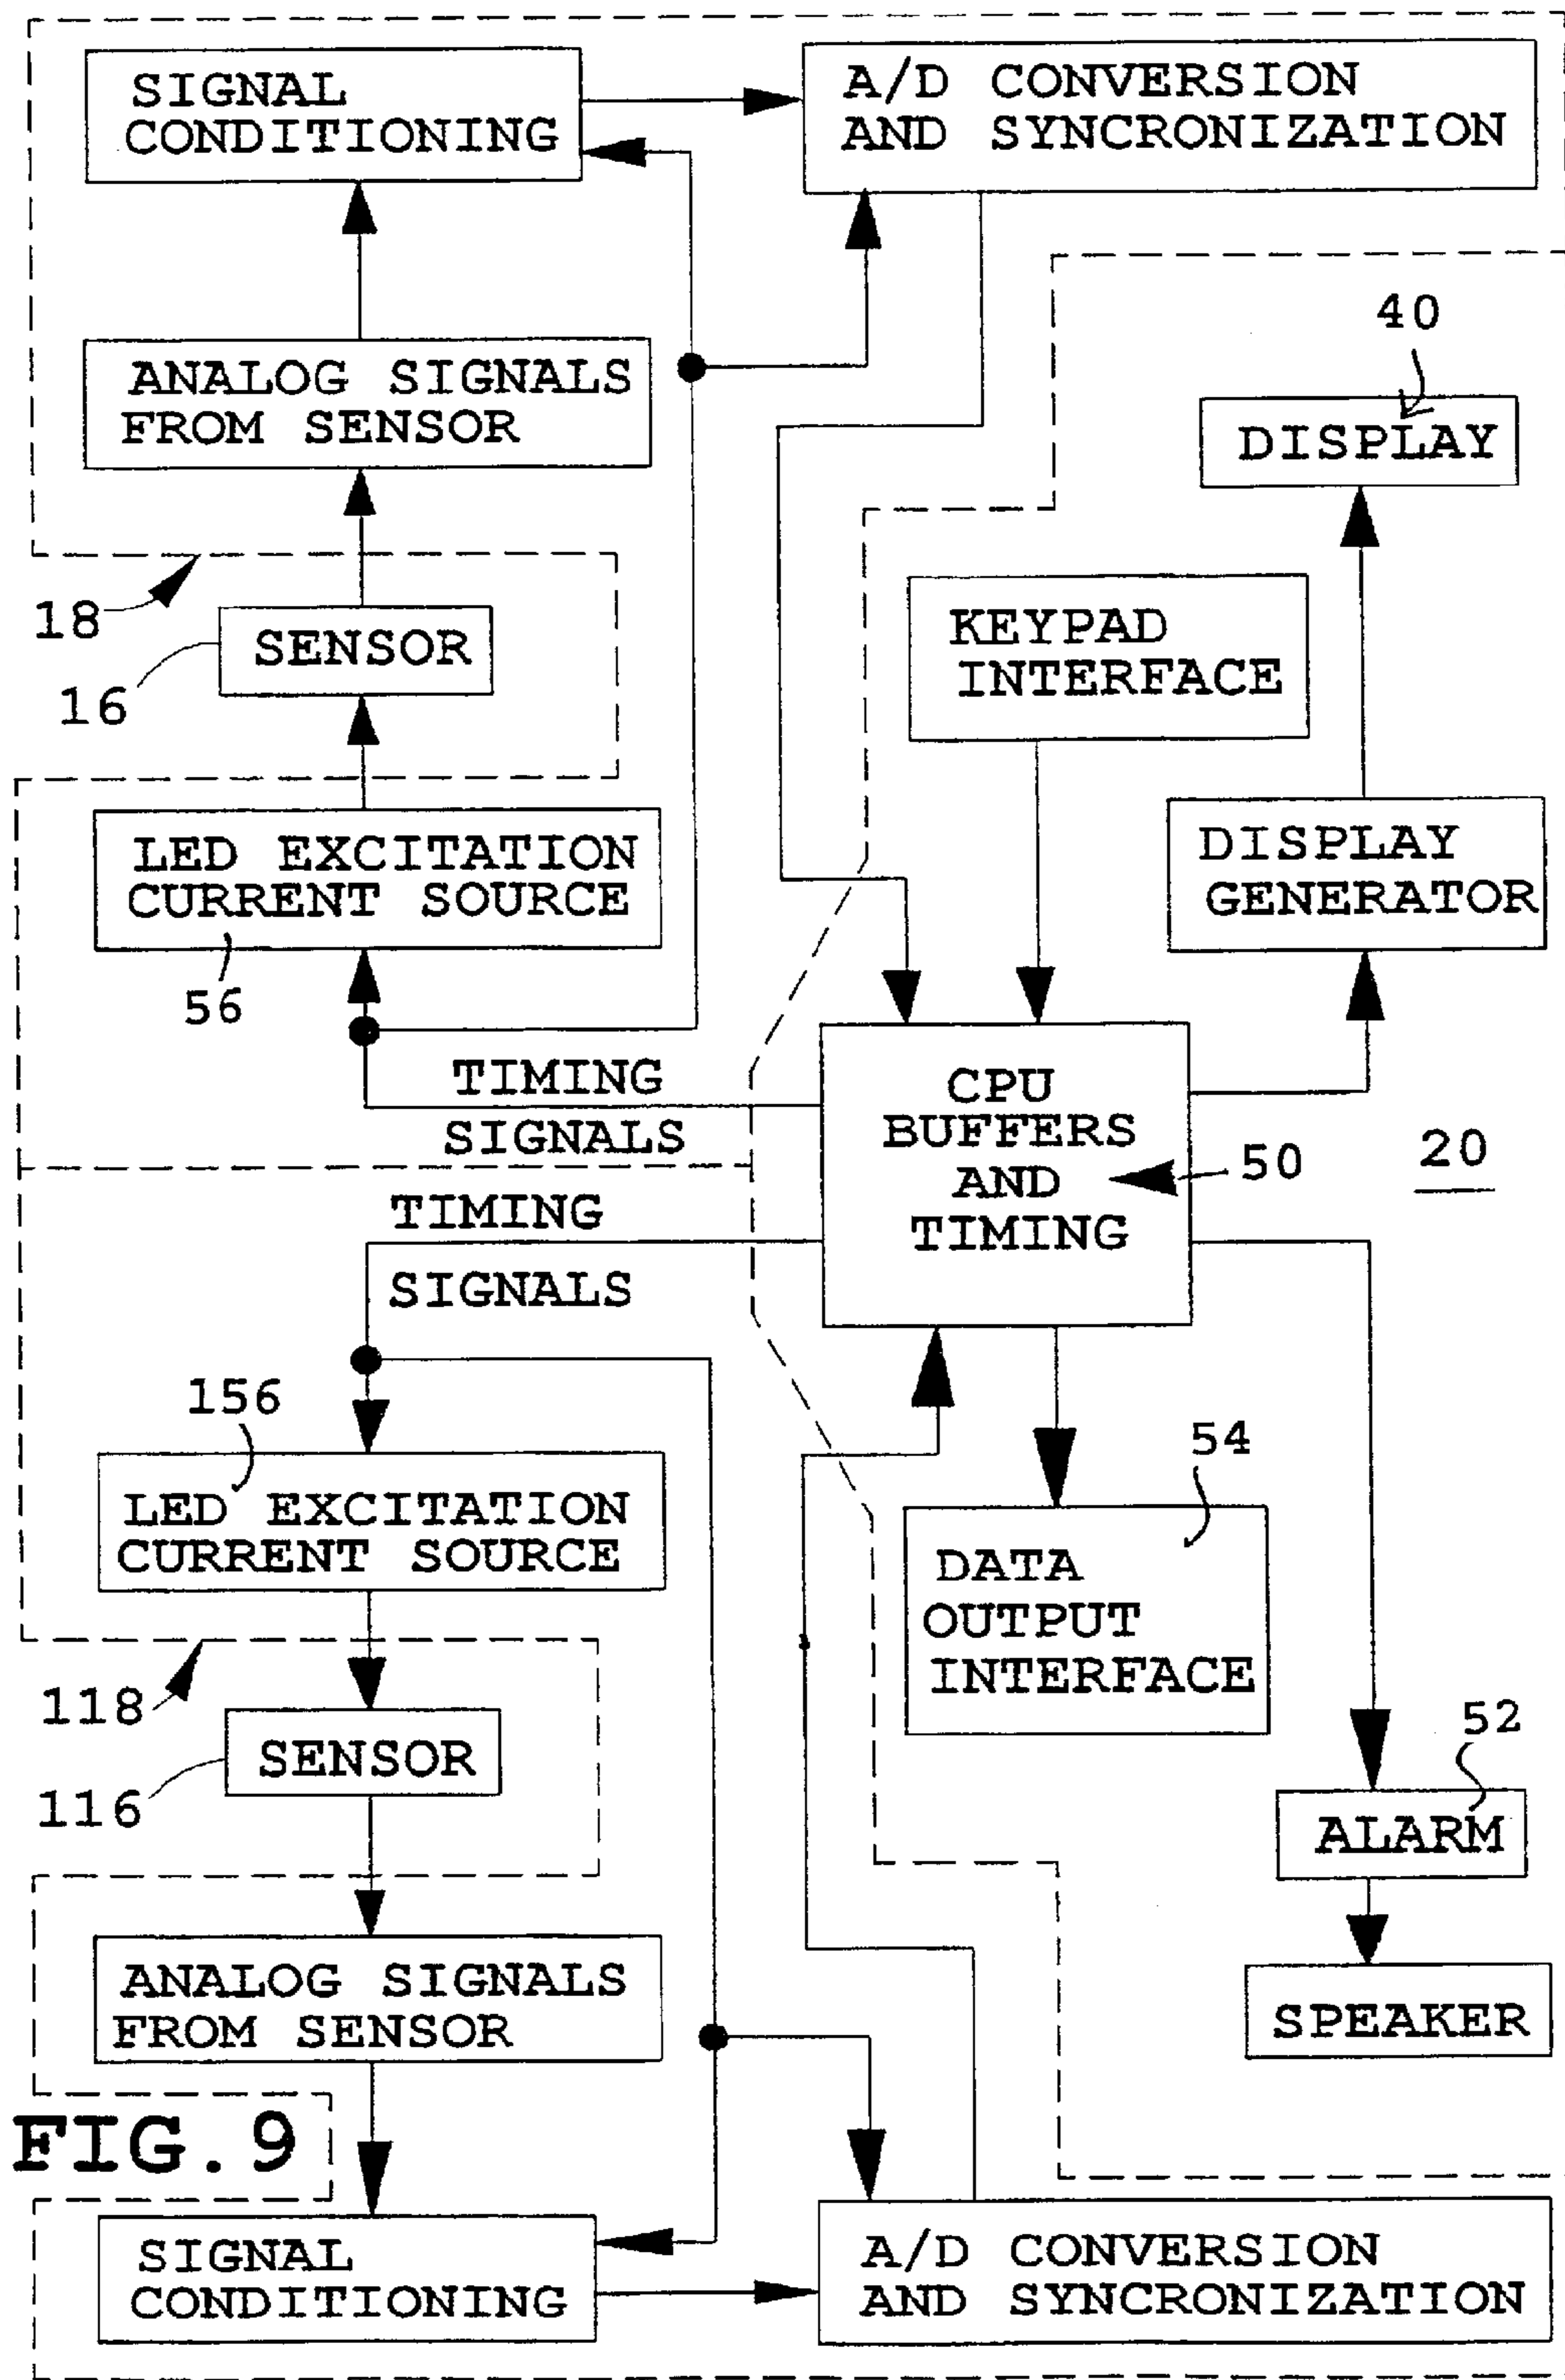 SIGNAL
CONDITIONING
A/D CONVERSION
AND SYNCRONIZATION
40
ANALOG SIGNALS
FROM SENSOR
DISPLAY
18
SENSOR
16
KEYPAD
INTERFACE
LED EXCITATION
CURRENT SOURCE
56
DISPLAY
GENERATOR
TIMING
SIGNALS
CPU
BUFFERS
AND
TIMING
50
20
TIMING
SIGNALS
156
LED EXCITATION
CURRENT SOURCE
54
DATA
OUTPUT
INTERFACE
118
SENSOR
116
52
ALARM
ANALOG SIGNALS
FROM SENSOR
SPEAKER
FIG. 9
SIGNAL
CONDITIONING
A/D CONVERSION
AND SYNCRONIZATION